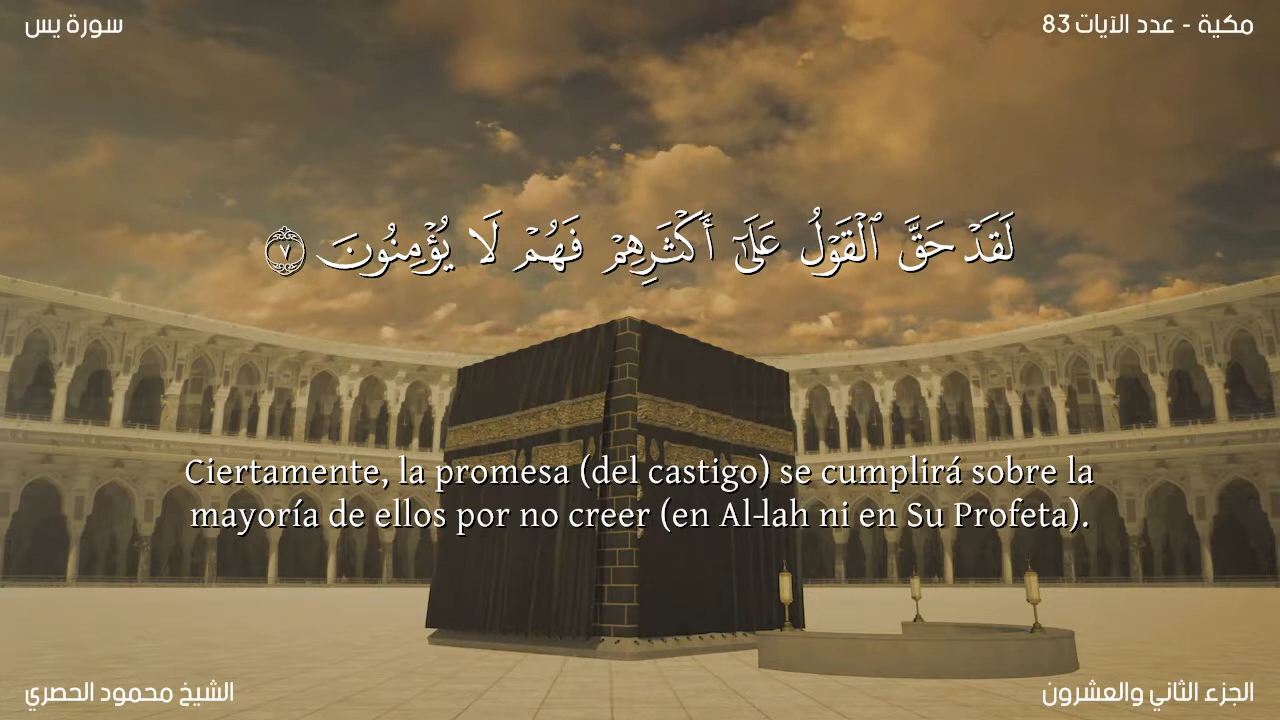 سورة يس
مكية - عدد الآيات 83
لَقَدْ حَقَّ ٱلْقَوْلُ عَلَىٰٓ أَكْثَرِهِمْ فَهُمْ لَا يُؤْمِنُونَ ٧
Ciertamente, la promesa (del castigo) se cumplirá sobre la
mayoría de ellos por no creer (en Al-lah ni en Su Profeta).
الشيخ محمود الحصري
الجزء الثاني والعشرون